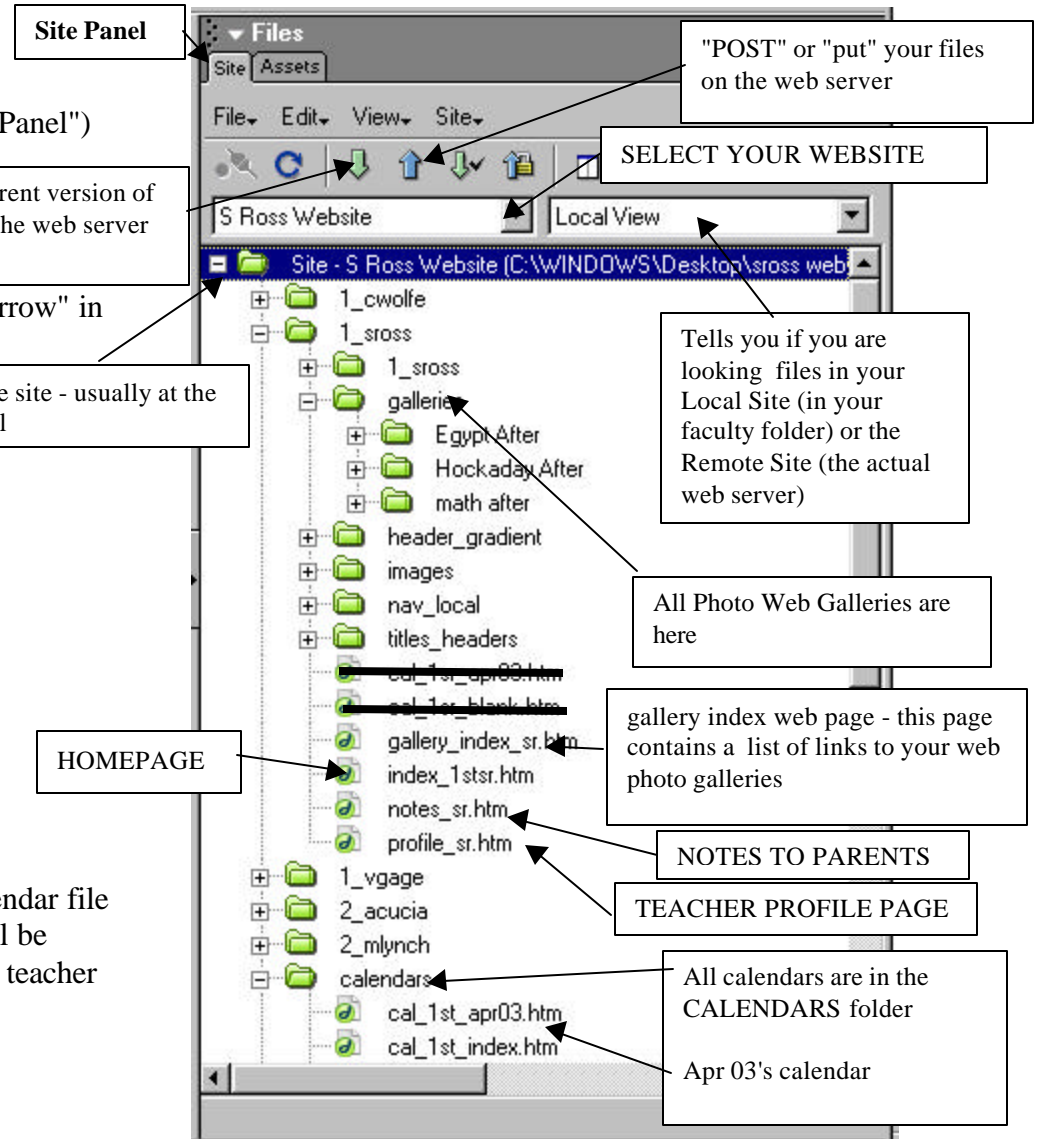 Site Panel
Files
Site Assets
"POST" or "put" your files
on the web server
Panel")
File Edit View Site
SELECT YOUR WEBSITE
rent version of
he web server
S Ross Website
Local View
Site - S Ross Website (C:\WINDOWS\Desktop\sross web
rrow" in
e site - usually at the
l
1_cwolfe
1_sross
1_sross
galleries
Egypt After
Hockaday After
math after
header_gradient
images
nav_local
titles_headers
cal_1sr_apr03.htm
cal_1sr_blank.htm
gallery_index_sr.htm
index_1stsr.htm
notes_sr.htm
profile_sr.htm
1_vgage
2_acucia
2_mlynch
calendars
cal_1st_apr03.htm
cal_1st_index.htm
Tells you if you are
looking files in your
Local Site (in your
faculty folder) or the
Remote Site (the actual
web server)
All Photo Web Galleries are
here
gallery index web page - this page
contains a list of links to your web
photo galleries
HOMEPAGE
NOTES TO PARENTS
TEACHER PROFILE PAGE
endar file
l be
teacher
All calendars are in the
CALENDARS folder
Apr 03's calendar